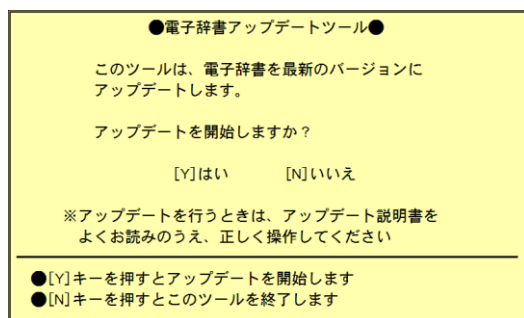 ●電子辞書アップデートツール●
このツールは、電子辞書を最新のバージョンに
アップデートします。
アップデートを開始しますか？
[Y]はい　[N]いいえ
※アップデートを行うときは、アップデート説明書を
よくお読みのうえ、正しく操作してください
●[Y]キーを押すとアップデートを開始します
●[N]キーを押すとこのツールを終了します